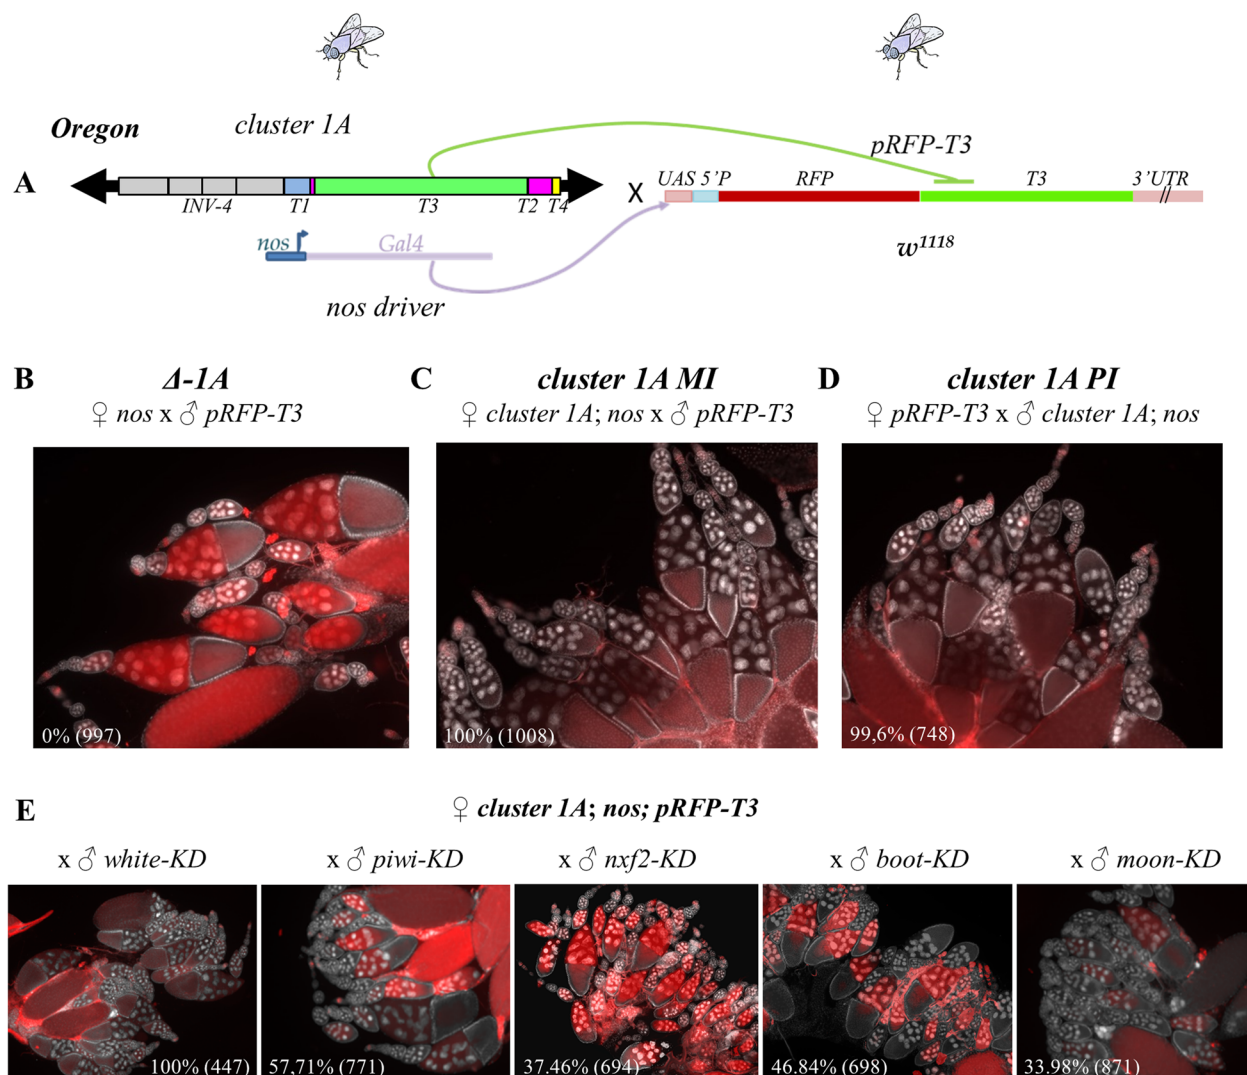 Oregon
cluster 1A
pRFP-T3
A
X
UAS 5'P RFP T3 3'UTR
INV-4 T1 T3 T2 T4
w1118
nos Gal4
nos driver
B Δ-1A
♀ nos x ♂ pRFP-T3
0% (997)
C cluster 1A MI
♀ cluster 1A; nos x ♂ pRFP-T3
100% (1008)
D cluster 1A PI
♀ pRFP-T3 x ♂ cluster 1A; nos
99,6% (748)
E
♀ cluster 1A; nos; pRFP-T3
x ♂ white-KD
100% (447)
x ♂ piwi-KD
57,71% (771)
x ♂ nxf2-KD
37.46% (694)
x ♂ boot-KD
46.84% (698)
x ♂ moon-KD
33.98% (871)